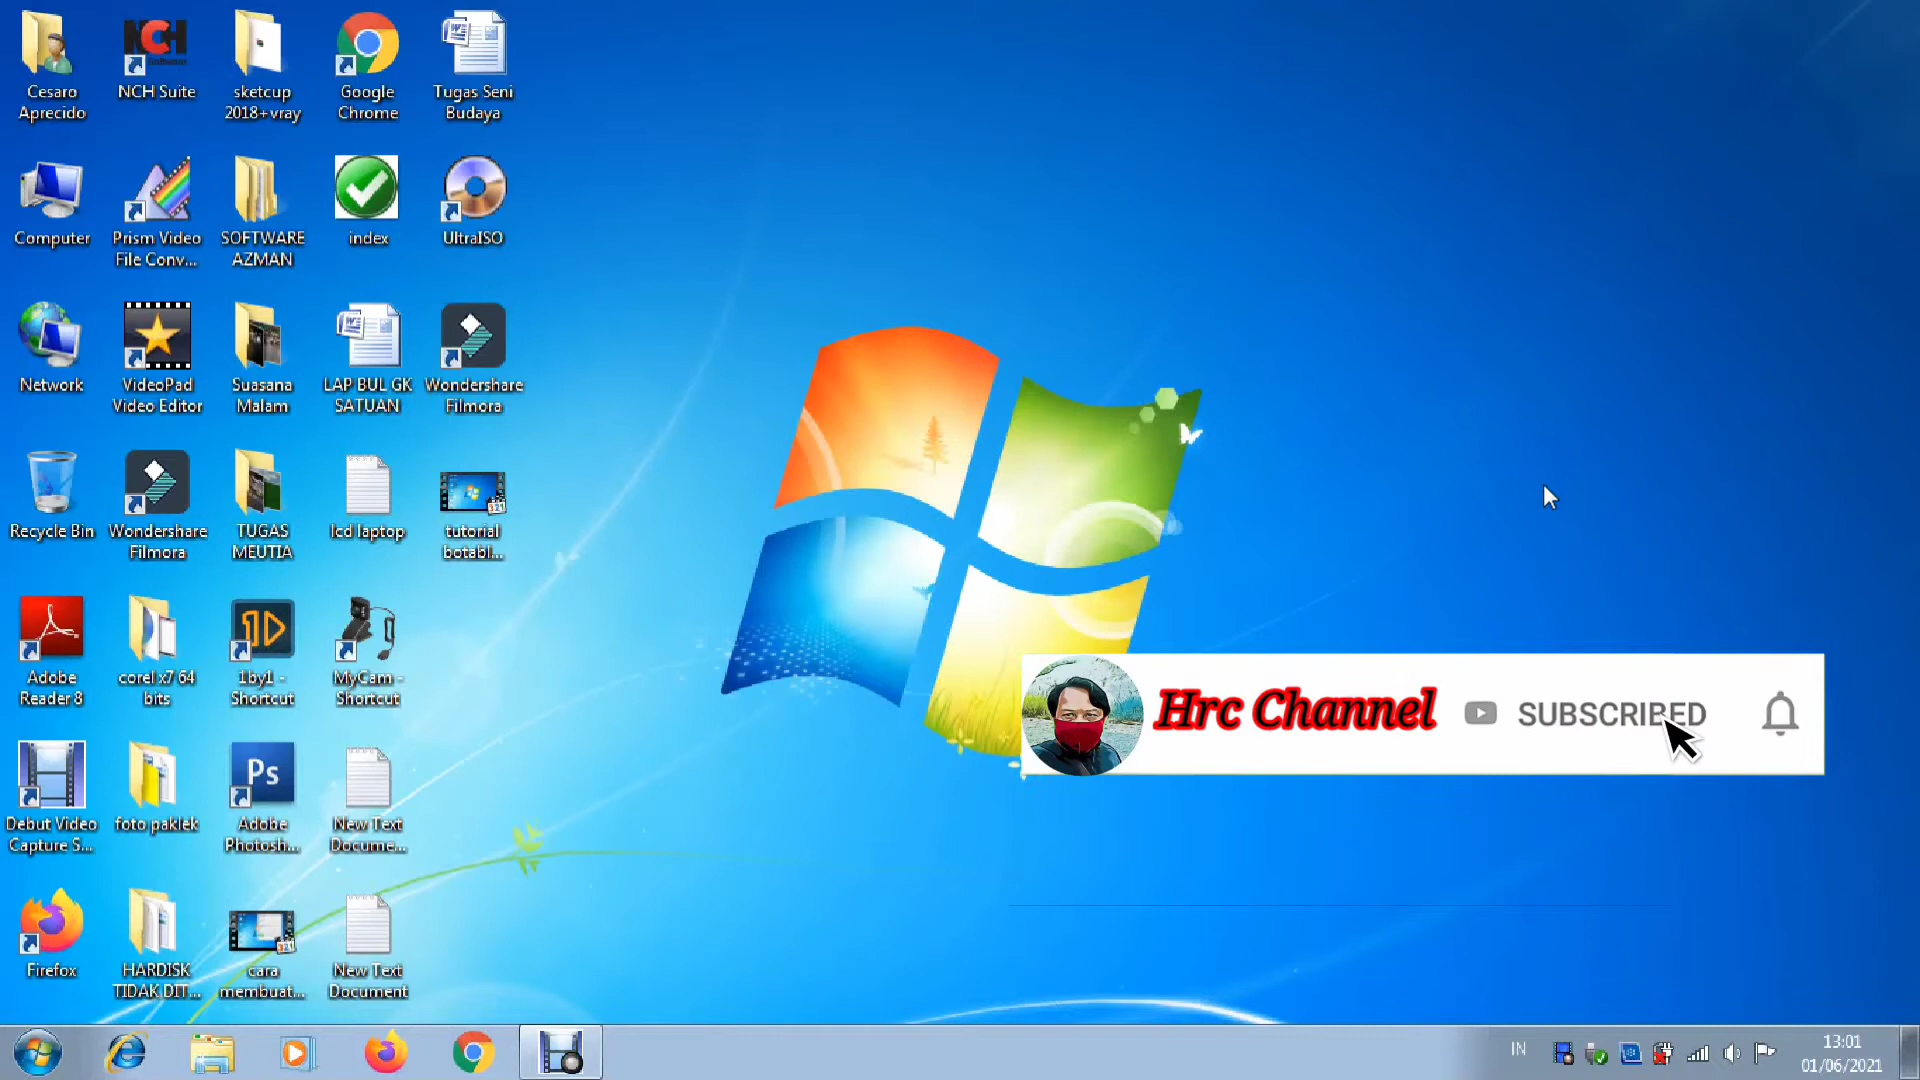 Cesaro
Aprecido
NCH Suite
sketcup
2018+vray
Google
Chrome
Tugas Seni
Budaya
Computer
Prism Video
File Conv...
SOFTWARE
AZMAN
index
UltraISO
Network
VideoPad
Video Editor
Suasana
Malam
LAP BUL GK
SATUAN
Wondershare
Filmora
Recycle Bin
Wondershare
Filmora
TUGAS
MEUTIA
lcd laptop
tutorial
botabl...
Adobe
Reader 8
corel x7 64
bits
1by1 -
Shortcut
MyCam -
Shortcut
Debut Video
Capture S...
foto paklek
Ps
Adobe
Photosh...
New Text
Docume...
Firefox
HARDISK
TIDAK DIT...
cara
membuat...
New Text
Document
Hrc Channel
SUBSCRIBED
IN
13:01
01/06/2021